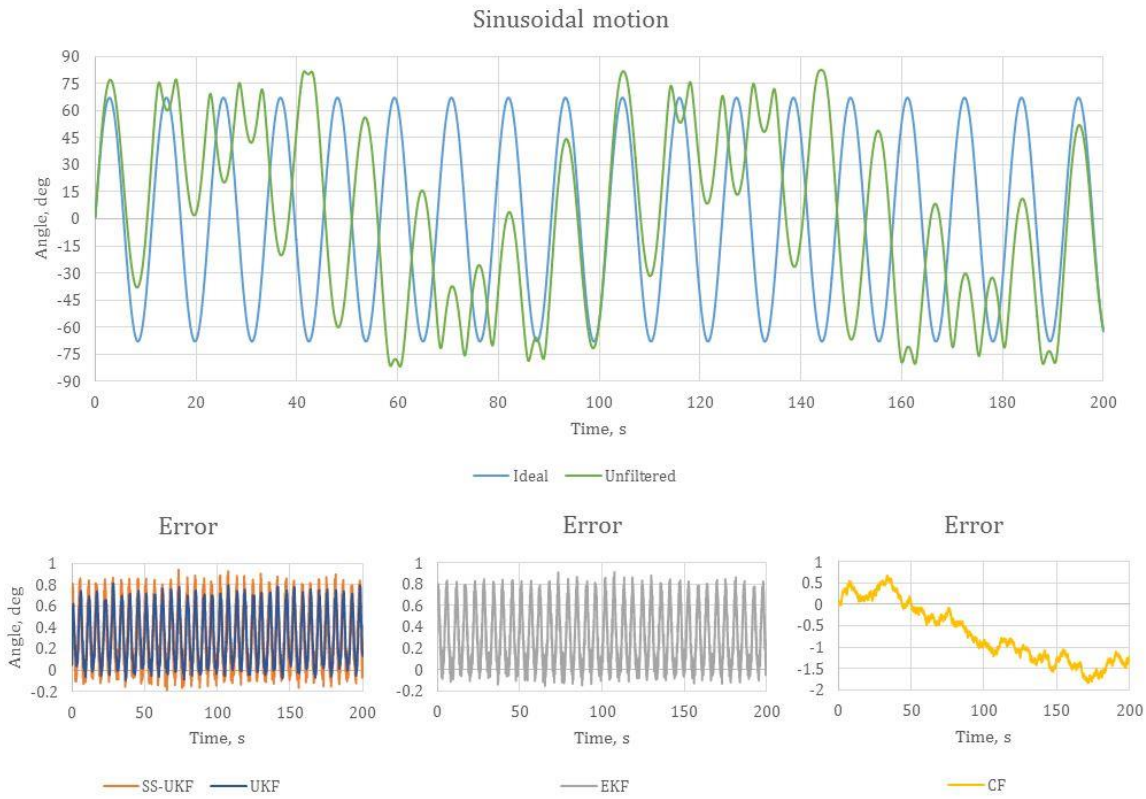 Sinusoidal motion
Angle, deg
90
75
60
45
30
15
0
-15
-30
-45
-60
-75
-90
0 20 40 60 80 100 120 140 160 180 200
Time, s
Ideal Unfiltered
Error
Angle, deg
1
0.8
0.6
0.4
0.2
0
-0.2
0 50 100 150 200
Time, s
SS-UKF UKF
Error
1
0.8
0.6
0.4
0.2
0
-0.2
0 50 100 150 200
Time, s
EKF
Error
1
0.5
0
-0.5
-1
-1.5
-2
0 50 100 150 200
Time, s
CF